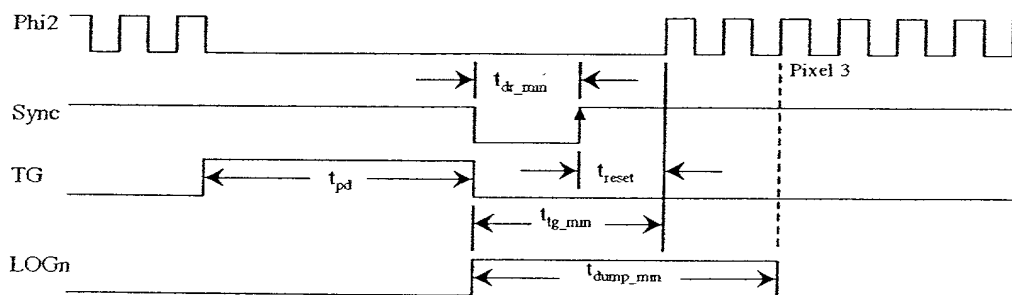 Phi2
Pixel 3
t_dr_min
Sync
TG
t_pd
t_reset
t_tg_min
LOGn
t_dump_min